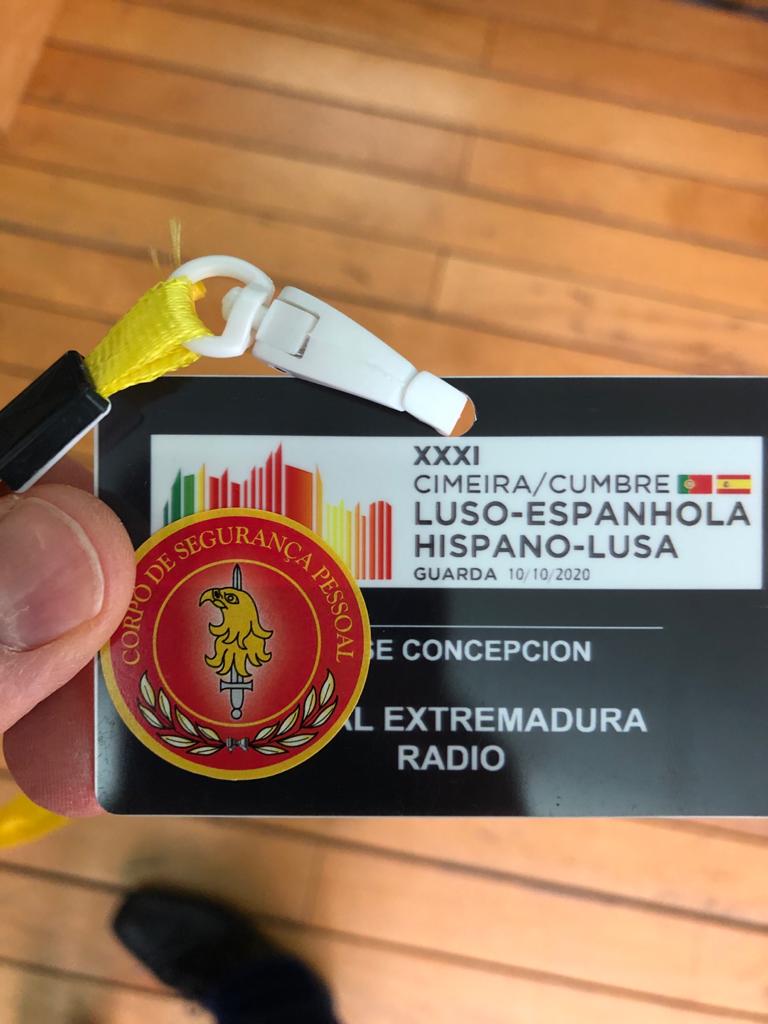 XXXI
CIMEIRA/CUMBRE
LUSO-ESPANHOLA
HISPANO-LUSA
GUARDA 10/10/2020
CORPO DE SEGURANÇA PESSOAL
SE CONCEPCION
AL EXTREMADURA
RADIO